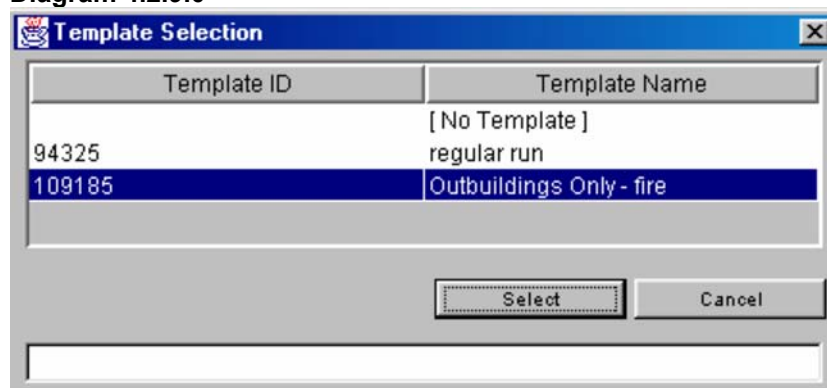 Template Selection
Template ID Template Name
[ No Template ]
94325 regular run
109185 Outbuildings Only - fire
Select Cancel